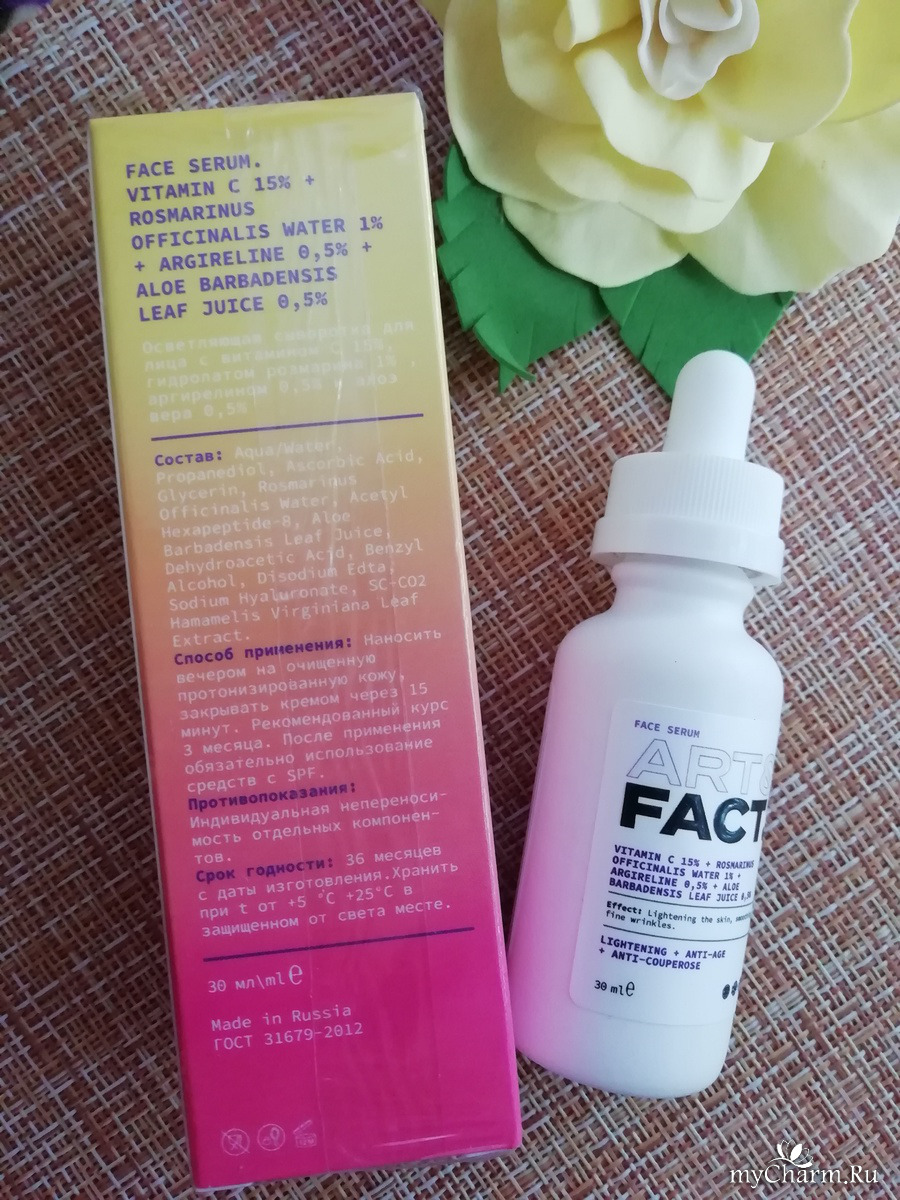 FACE SERUM.
VITAMIN C 15% +
ROSMARINUS
OFFICINALIS WATER 1%
+ ARGIRELINE 0,5% +
ALOE BARBADENSIS
LEAF JUICE 0,5%
Осветляющая сыворотка для
лица с витамином С 15%,
гидролатом розмарина 1% ,
аргирелином 0,5% и алоэ
вера 0,5%
Состав: Aqua/Water,
Propanediol, Ascorbic Acid,
Glycerin, Rosmarinus
Officinalis Water, Acetyl
Hexapeptide-8, Aloe
Barbadensis Leaf Juice,
Dehydroacetic Acid, Benzyl
Alcohol, Disodium Edta,
Sodium Hyaluronate, SC-CO2
Hamamelis Virginiana Leaf
Extract.
Способ применения: Наносить
вечером на очищенную
протонизированную кожу,
закрывать кремом через 15
минут. Рекомендованный курс
3 месяца. После применения
обязательно использование
средств с SPF.
Противопоказания:
Индивидуальная непереноси-
мость отдельных компонен-
тов.
Срок годности: 36 месяцев
с даты изготовления.Хранить
при t от +5 °C +25°C в
защищенном от света месте.
30 мл\ml℮
Made in Russia
ГОСТ 31679-2012
FACE SERUM
ART&
FACT
VITAMIN C 15% + ROSMARINUS
OFFICINALIS WATER 1% +
ARGIRELINE 0,5% + ALOE
BARBADENSIS LEAF JUICE 0,5%
Effect: Lightening the skin,
fine wrinkles.
LIGHTENING + ANTI-AGE
+ ANTI-COUPEROSE
30 ml℮
myCharm.Ru